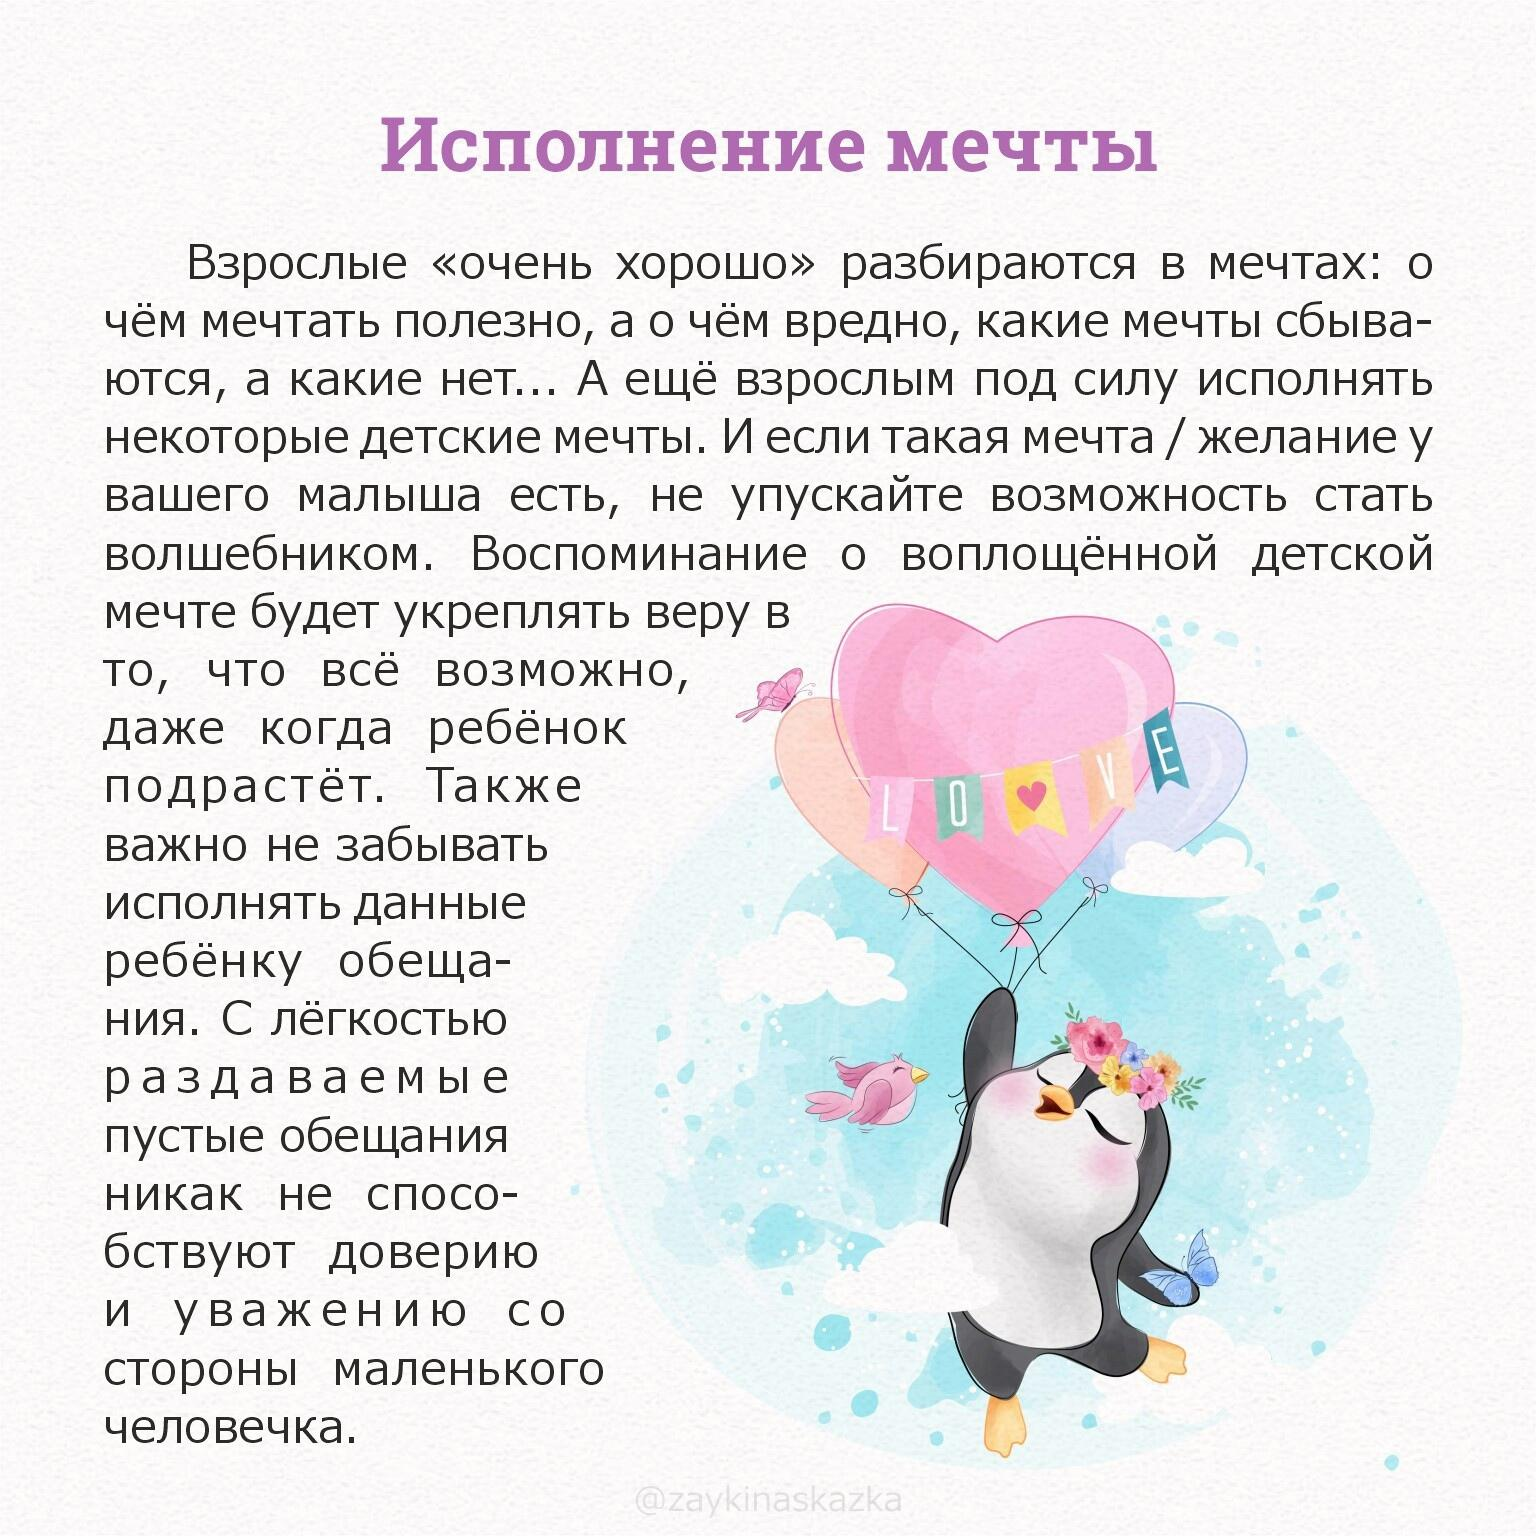 Исполнение мечты
Взрослые «очень хорошо» разбираются в мечтах: о
чём мечтать полезно, а о чём вредно, какие мечты сбыва-
ются, а какие нет... А ещё взрослым под силу исполнять
некоторые детские мечты. И если такая мечта / желание у
вашего малыша есть, не упускайте возможность стать
волшебником. Воспоминание о воплощённой детской
мечте будет укреплять веру в
то, что всё возможно,
даже когда ребёнок
подрастёт. Также
важно не забывать
исполнять данные
ребёнку обеща-
ния. С лёгкостью
раздаваемые
пустые обещания
никак не спосо-
бствуют доверию
и уважению со
стороны маленького
человечка.
LO VE
@zaykinaskazka